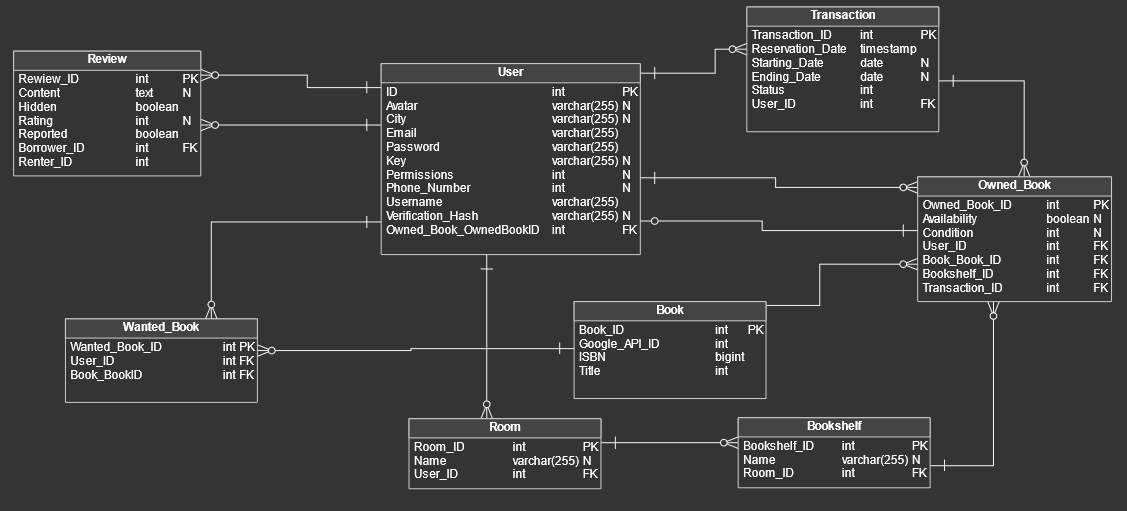 Review
Rewiew_ID int PK
Content text N
Hidden boolean
Rating int N
Reported boolean
Borrower_ID int FK
Renter_ID int
User
ID int PK
Avatar varchar(255) N
City varchar(255) N
Email varchar(255)
Password varchar(255)
Key varchar(255) N
Permissions int N
Phone_Number int N
Username varchar(255)
Verification_Hash varchar(255) N
Owned_Book_OwnedBookID int FK
Transaction
Transaction_ID int PK
Reservation_Date timestamp
Starting_Date date N
Ending_Date date N
Status int
User_ID int FK
Owned_Book
Owned_Book_ID int PK
Availability boolean N
Condition int N
User_ID int FK
Book_Book_ID int FK
Bookshelf_ID int FK
Transaction_ID int FK
Wanted_Book
Wanted_Book_ID int PK
User_ID int FK
Book_BookID int FK
Book
Book_ID int PK
Google_API_ID int
ISBN bigint
Title int
Room
Room_ID int PK
Name varchar(255) N
User_ID int FK
Bookshelf
Bookshelf_ID int PK
Name varchar(255) N
Room_ID int FK